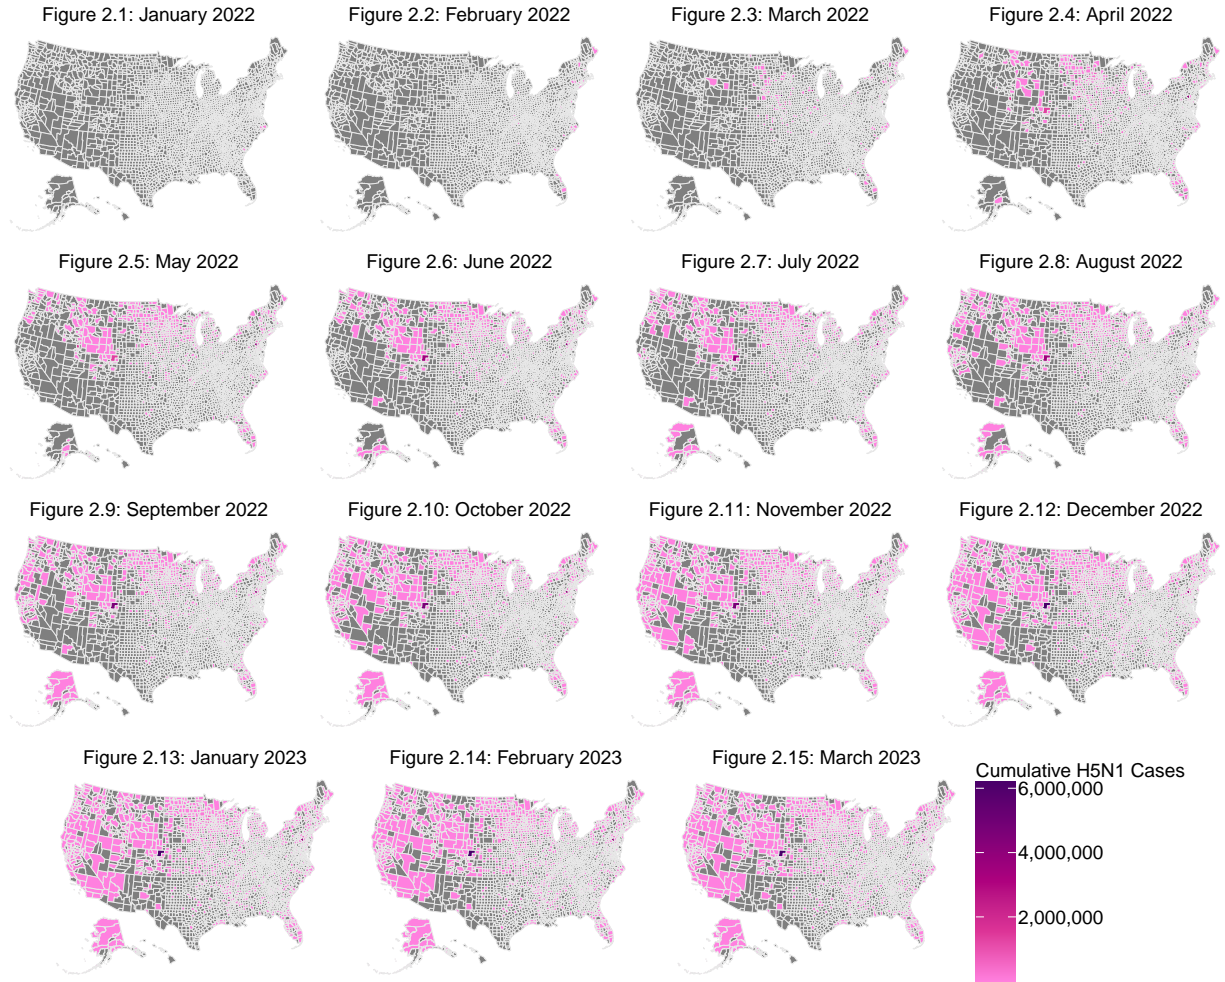 Figure 2.1: January 2022
Figure 2.2: February 2022
Figure 2.3: March 2022
Figure 2.4: April 2022
Figure 2.5: May 2022
Figure 2.6: June 2022
Figure 2.7: July 2022
Figure 2.8: August 2022
Figure 2.9: September 2022
Figure 2.10: October 2022
Figure 2.11: November 2022
Figure 2.12: December 2022
Figure 2.13: January 2023
Figure 2.14: February 2023
Figure 2.15: March 2023
Cumulative H5N1 Cases
6,000,000
4,000,000
2,000,000